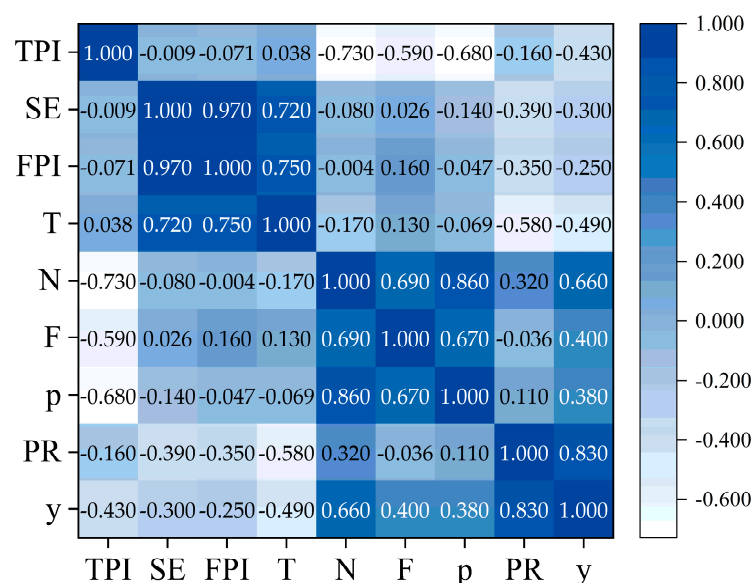 TPI 1.000 -0.009 -0.071 0.038 -0.730 -0.590 -0.680 -0.160 -0.430
SE -0.009 1.000 0.970 0.720 -0.080 0.026 -0.140 -0.390 -0.300
FPI -0.071 0.970 1.000 0.750 -0.004 0.160 -0.047 -0.350 -0.250
T 0.038 0.720 0.750 1.000 -0.170 0.130 -0.069 -0.580 -0.490
N -0.730 -0.080 -0.004 -0.170 1.000 0.690 0.860 0.320 0.660
F -0.590 0.026 0.160 0.130 0.690 1.000 0.670 -0.036 0.400
p -0.680 -0.140 -0.047 -0.069 0.860 0.670 1.000 0.110 0.380
PR -0.160 -0.390 -0.350 -0.580 0.320 -0.036 0.110 1.000 0.830
y -0.430 -0.300 -0.250 -0.490 0.660 0.400 0.380 0.830 1.000
TPI SE FPI T N F p PR y
1.000
0.800
0.600
0.400
0.200
0.000
-0.200
-0.400
-0.600